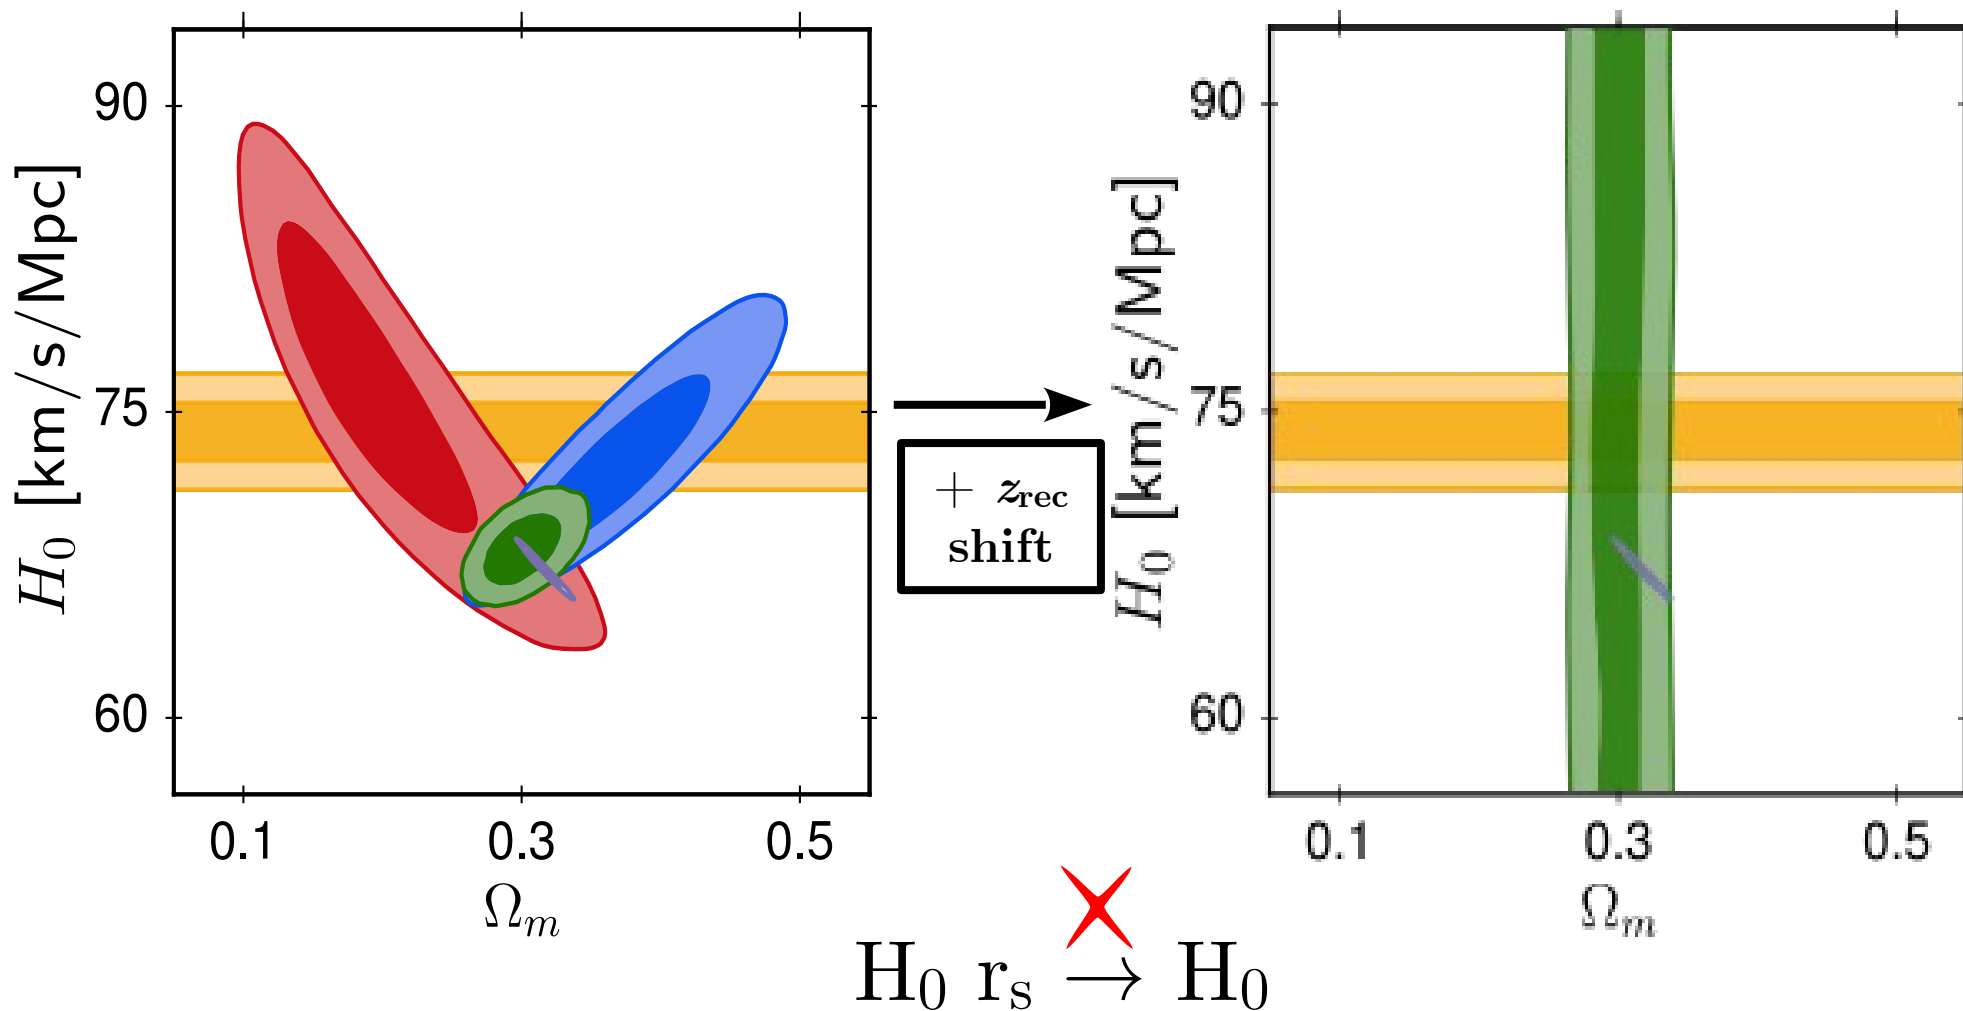 90
75
60
H₀ [km/s/Mpc]
0.1 0.3 0.5
Ωₘ
+ z_rec
shift
90
75
60
H₀ [km/s/Mpc]
0.1 0.3 0.5
Ωₘ
H₀ rₛ → H₀